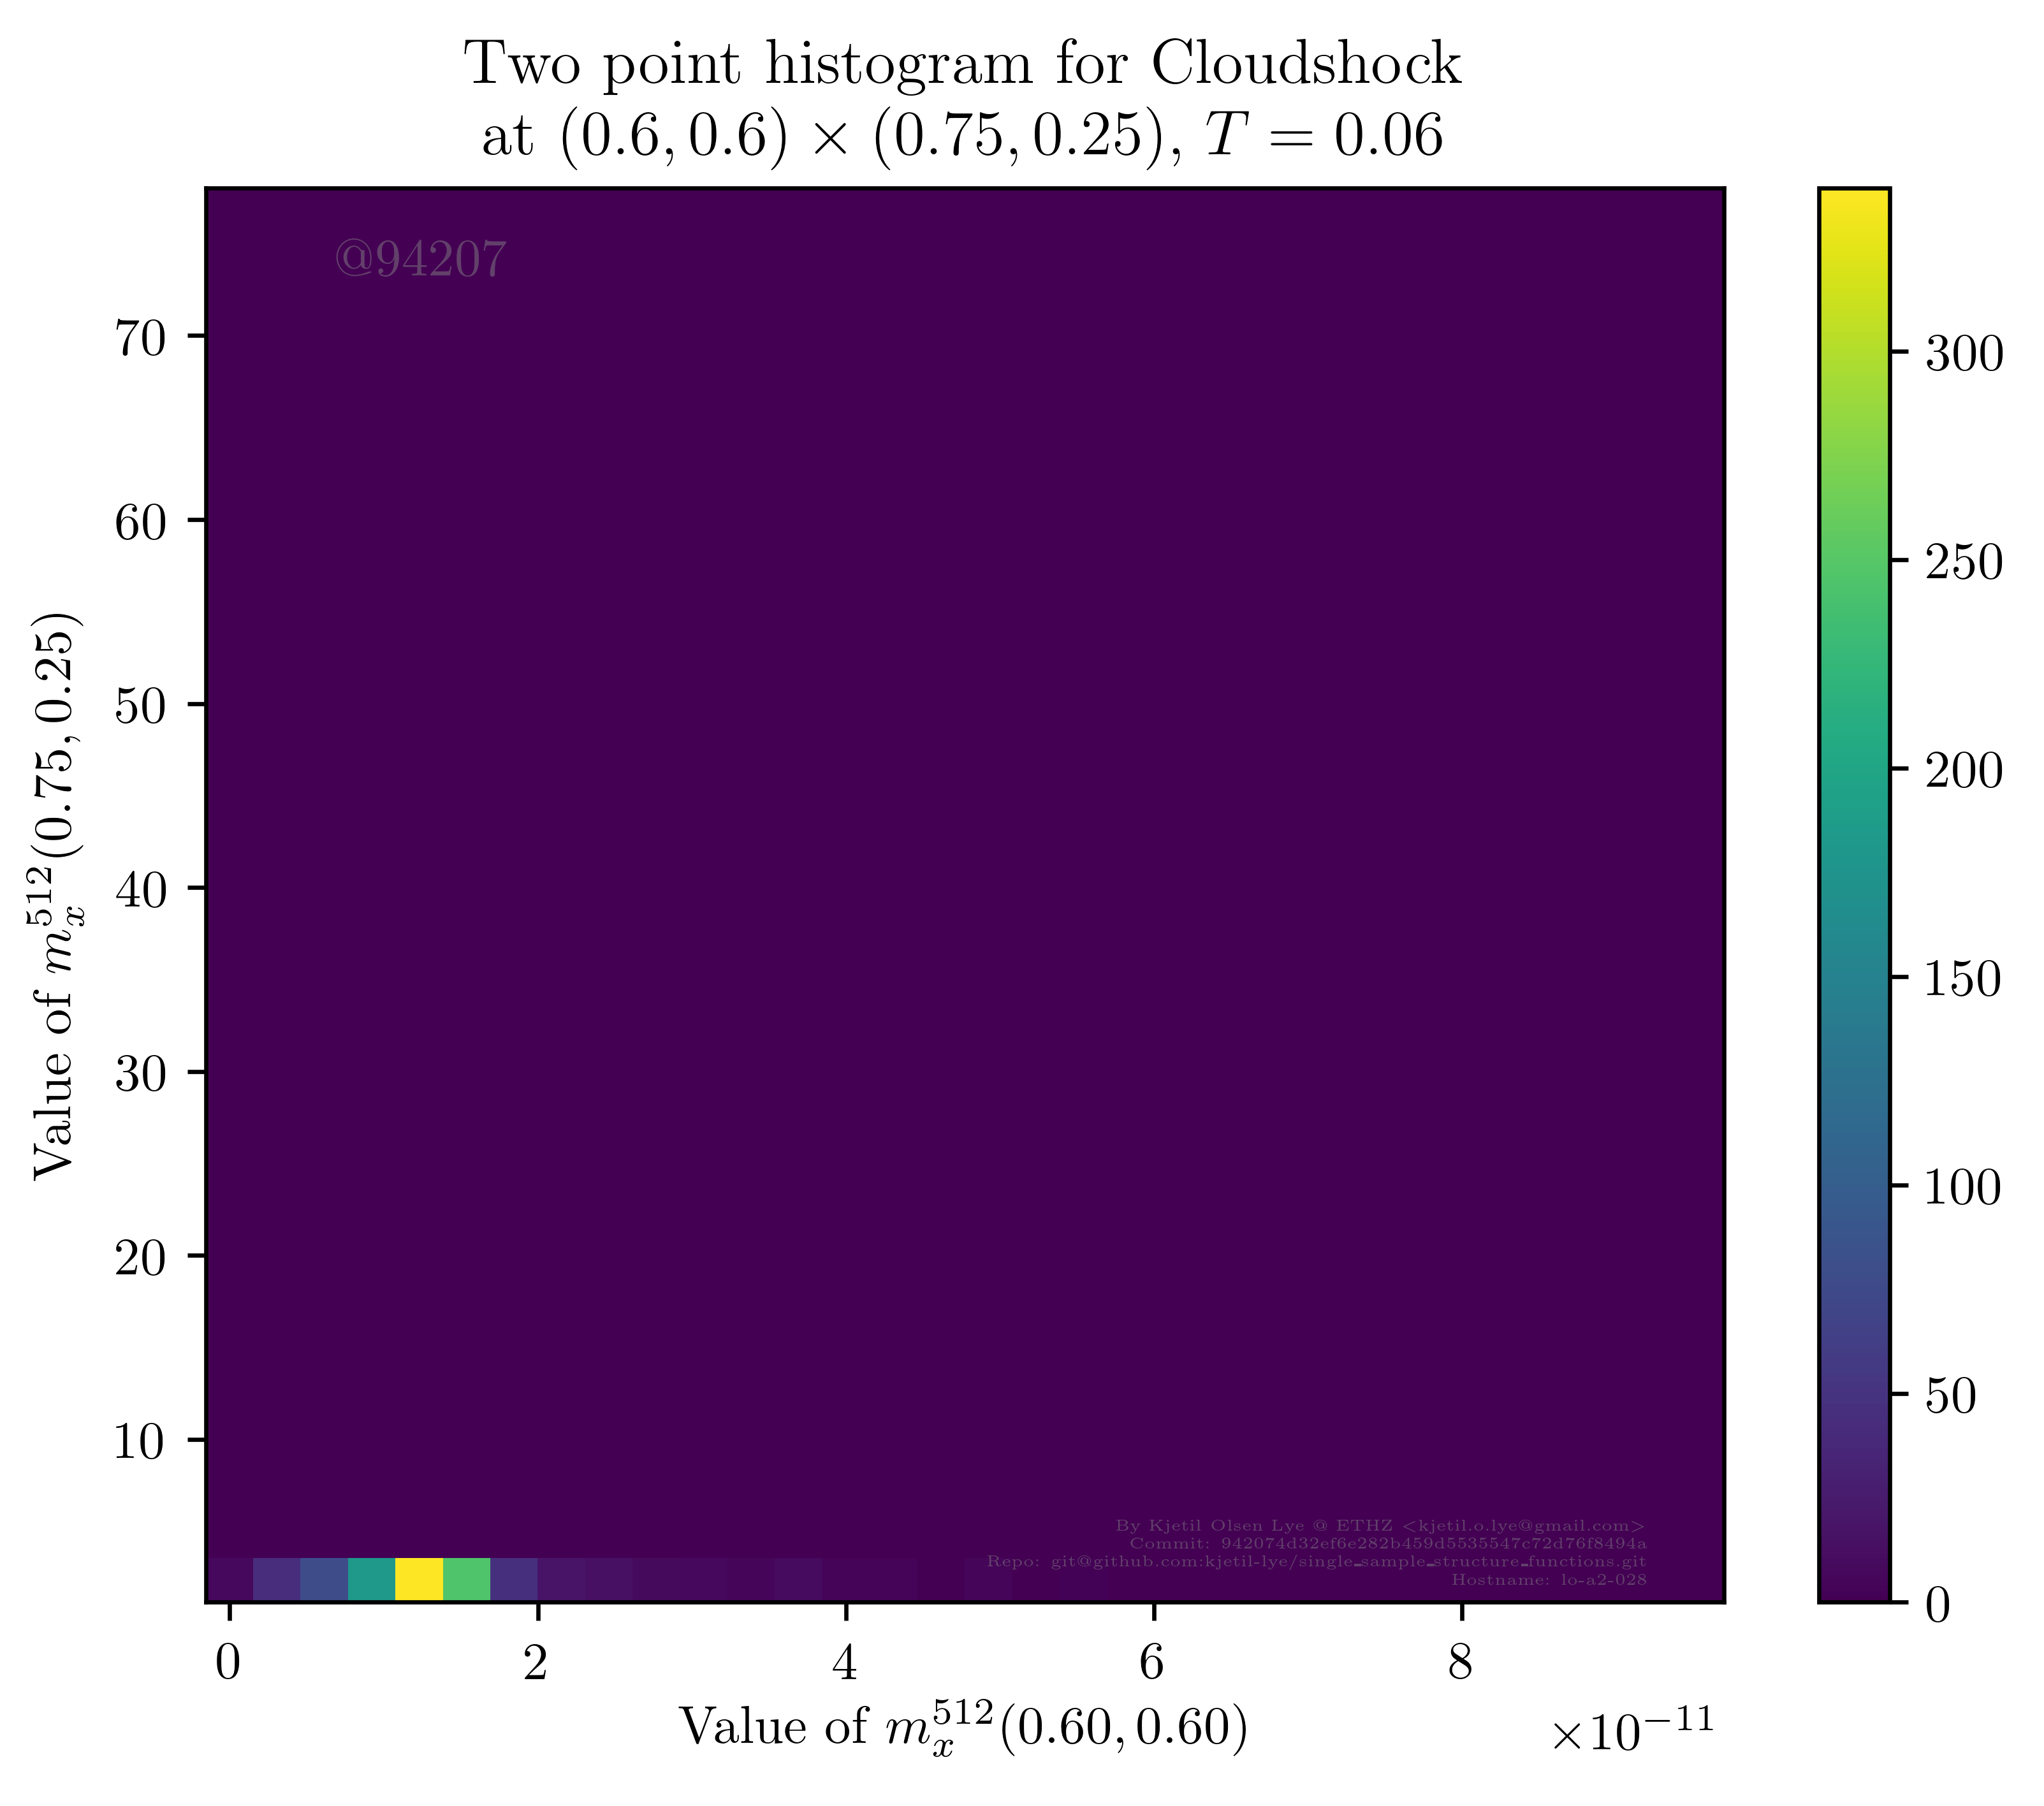 Two point histogram for Cloudshock
at (0.6, 0.6) × (0.75, 0.25), T = 0.06
@94207
70
60
50
40
30
20
10
Value of m_x^512(0.75, 0.25)
300
250
200
150
100
50
0
By Kjetil Olsen Lye @ ETHZ <kjetil.o.lye@gmail.com>
Commit: 942074d32ef6e282b459d5535547c72d76f8494a
Repo: git@github.com:kjetil-lye/single_sample_structure_functions.git
Hostname: lo-a2-028
0 2 4 6 8
Value of m_x^512(0.60, 0.60)
×10^−11